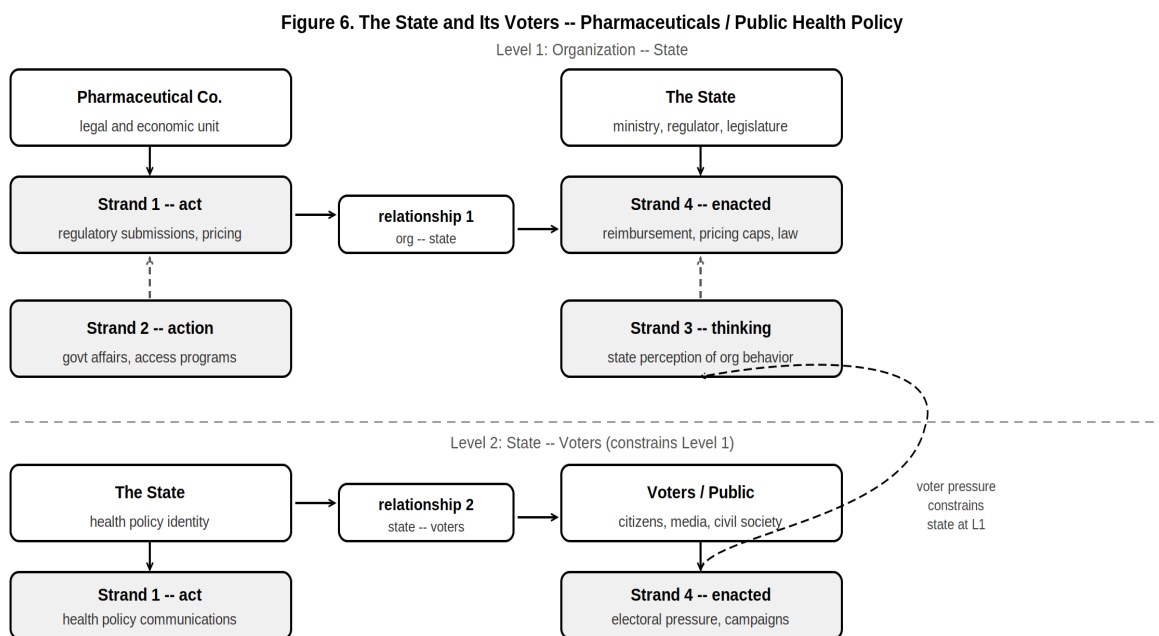 Figure 6. The State and Its Voters -- Pharmaceuticals / Public Health Policy
Level 1: Organization -- State
Pharmaceutical Co.
legal and economic unit
The State
ministry, regulator, legislature
Strand 1 -- act
regulatory submissions, pricing
relationship 1
org -- state
Strand 4 -- enacted
reimbursement, pricing caps, law
Strand 2 -- action
govt affairs, access programs
Strand 3 -- thinking
state perception of org behavior
Level 2: State -- Voters (constrains Level 1)
The State
health policy identity
relationship 2
state -- voters
Voters / Public
citizens, media, civil society
voter pressure
constrains
state at L1
Strand 1 -- act
health policy communications
Strand 4 -- enacted
electoral pressure, campaigns